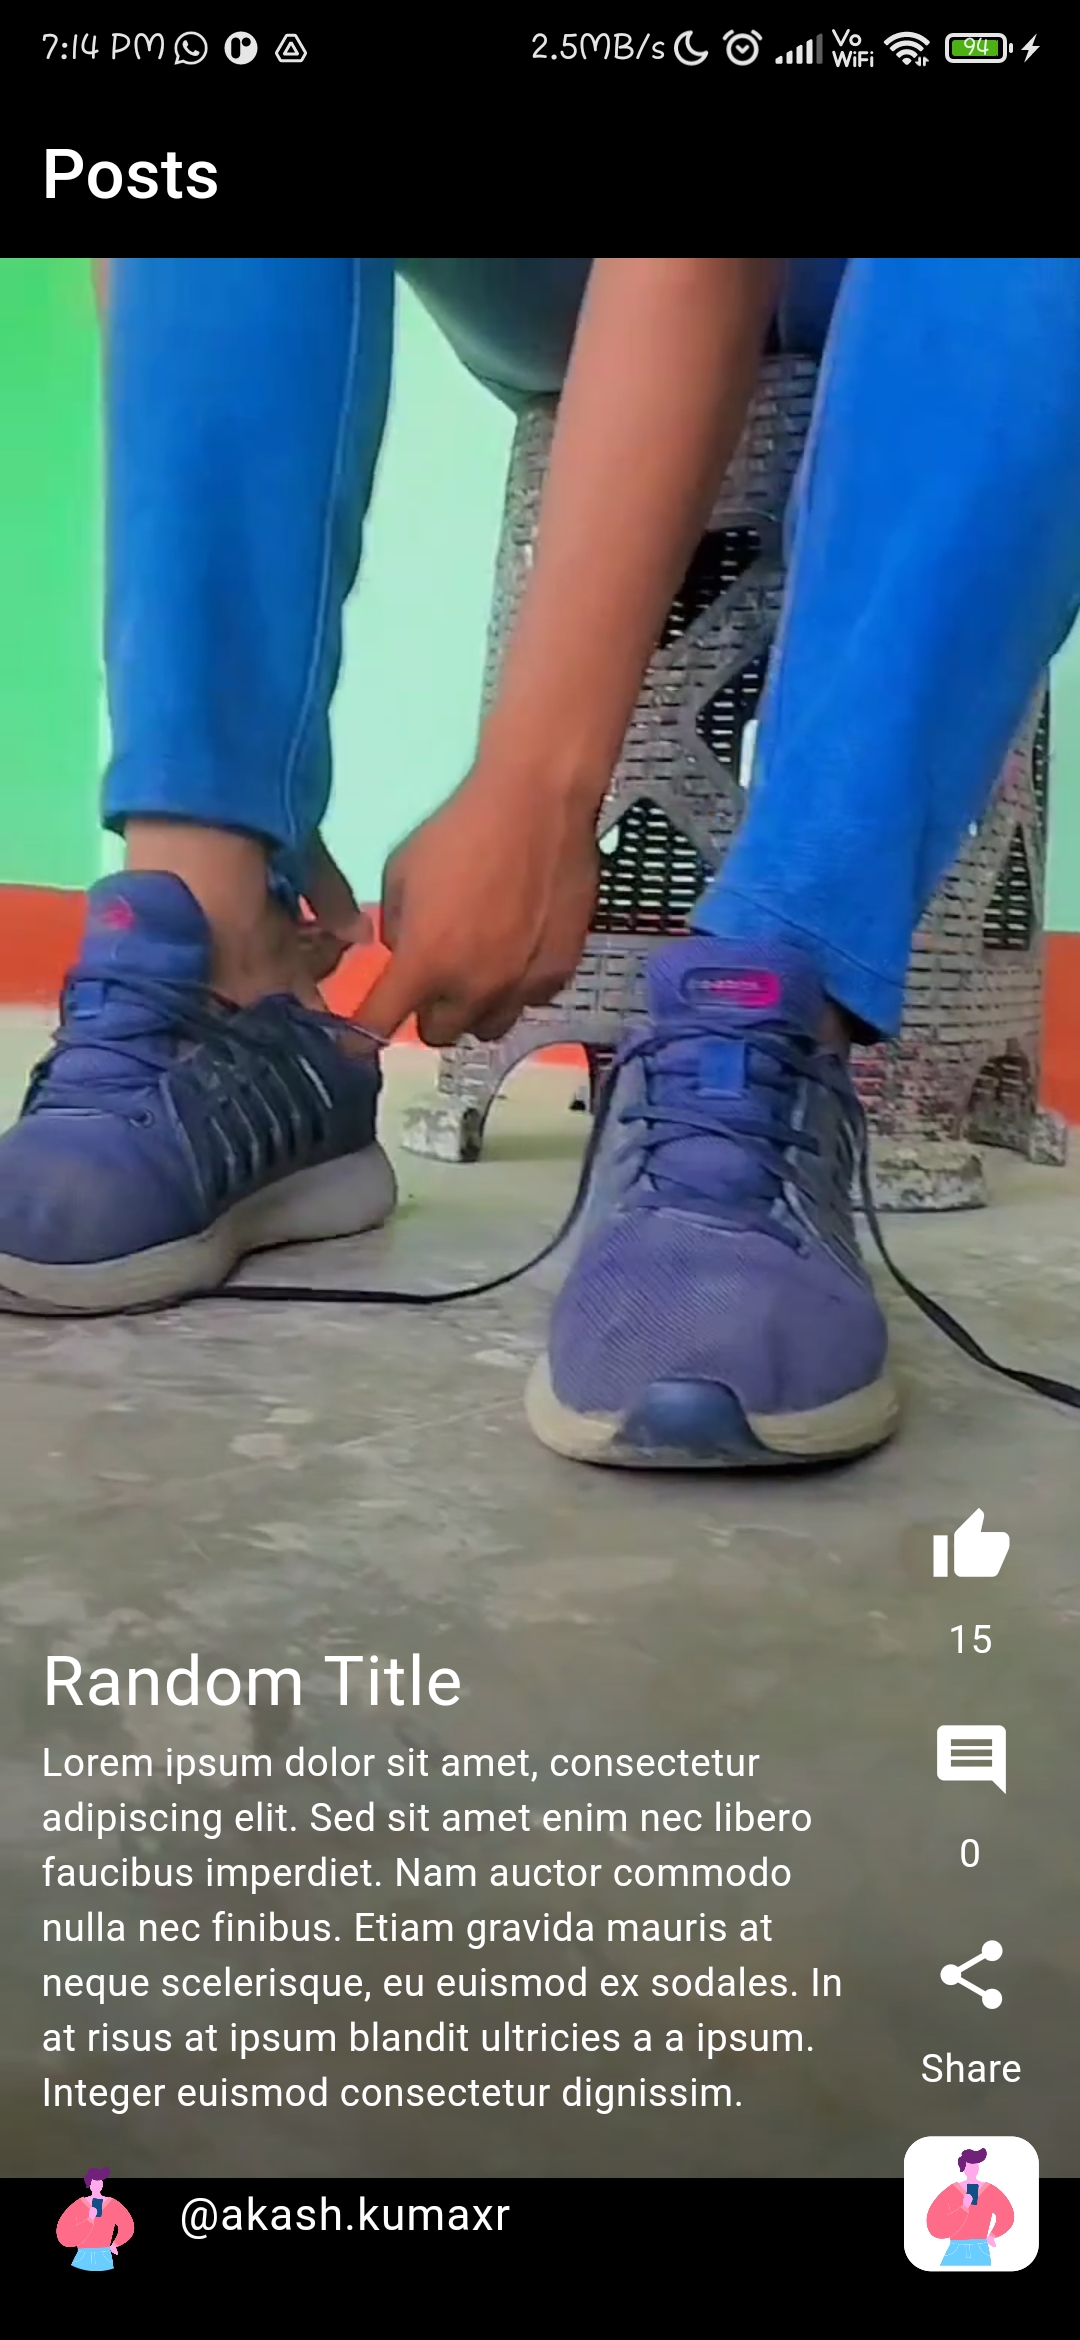 7:14 PM
2.5MB/s
Vo
WiFi
94
Posts
15
Random Title
Lorem ipsum dolor sit amet, consectetur
adipiscing elit. Sed sit amet enim nec libero
faucibus imperdiet. Nam auctor commodo
nulla nec finibus. Etiam gravida mauris at
neque scelerisque, eu euismod ex sodales. In
at risus at ipsum blandit ultricies a a ipsum.
Integer euismod consectetur dignissim.
0
Share
@akash.kumaxr